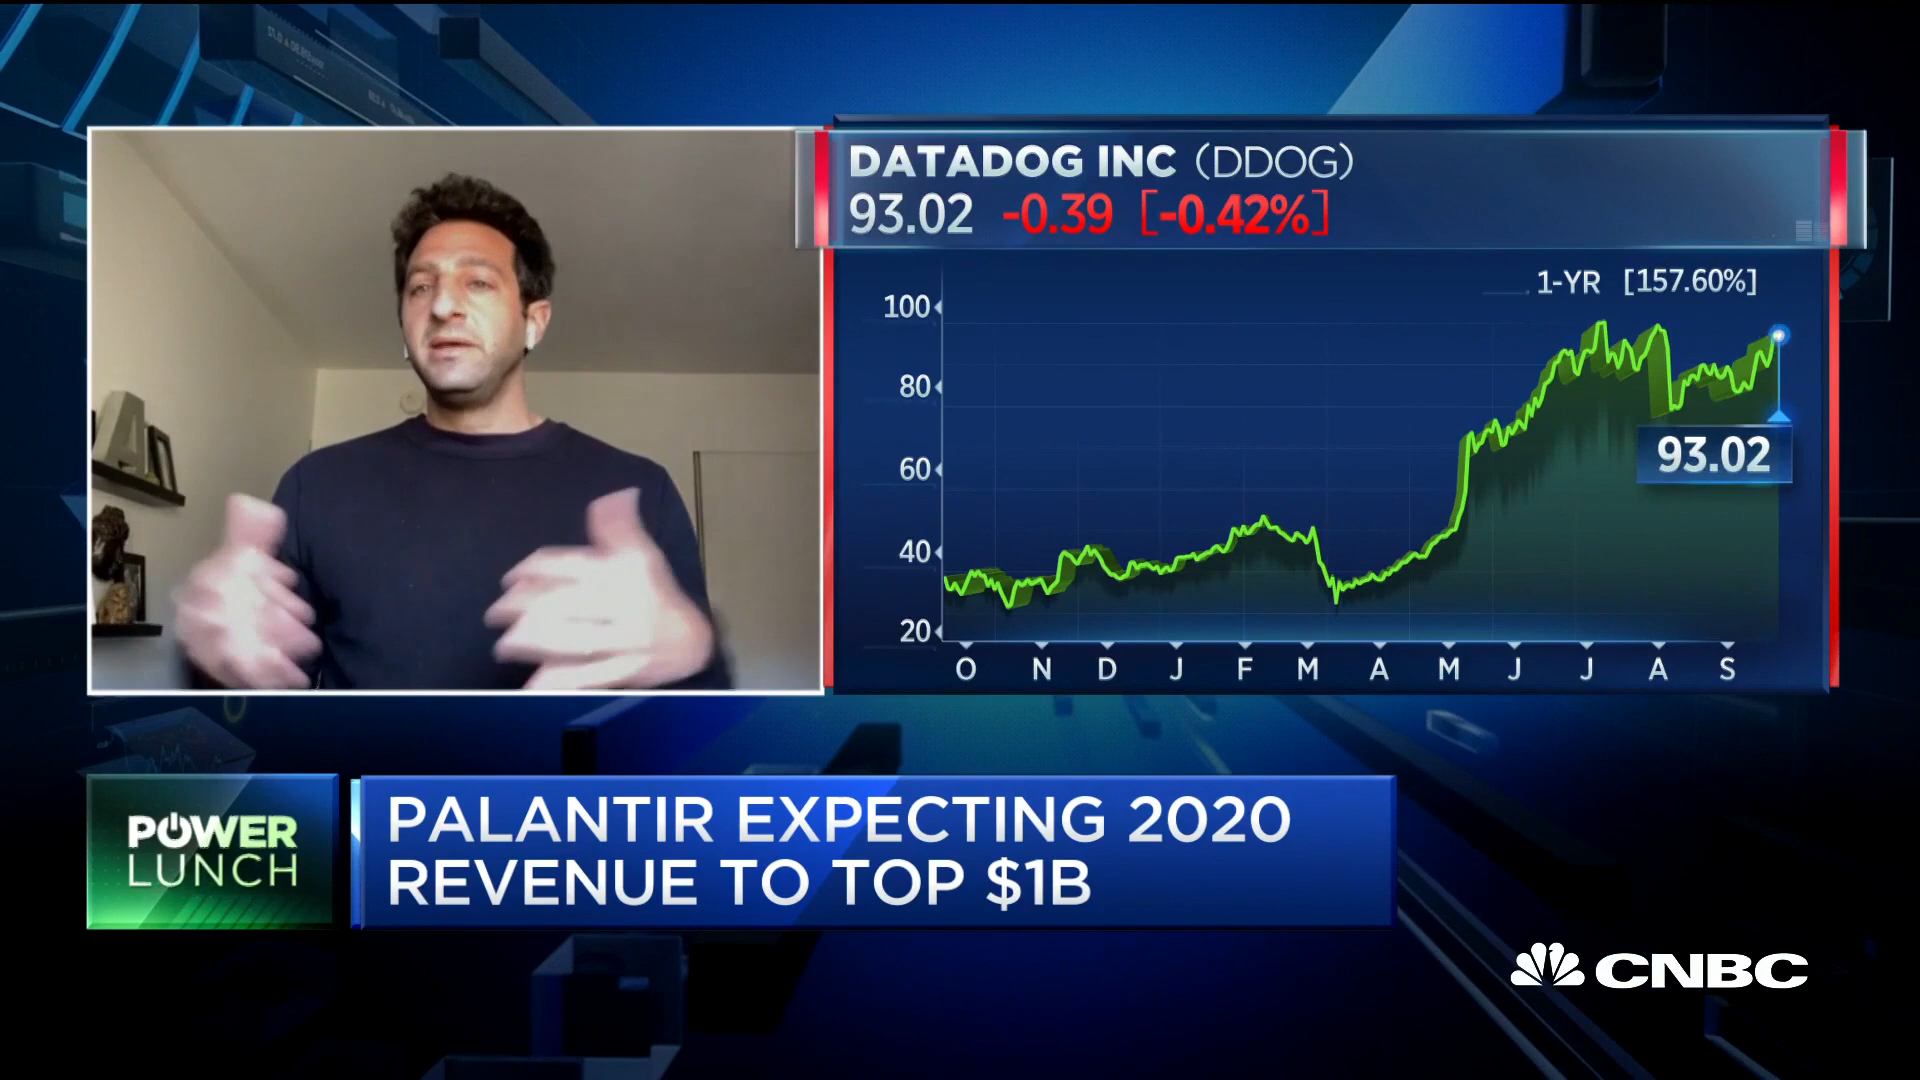 DATADOG INC (DDOG)
93.02 -0.39 [-0.42%]
1-YR [157.60%]
100
80
60
40
20
93.02
O N D J F M A M J J A S
POWER
LUNCH
PALANTIR EXPECTING 2020
REVENUE TO TOP $1B
CNBC
A